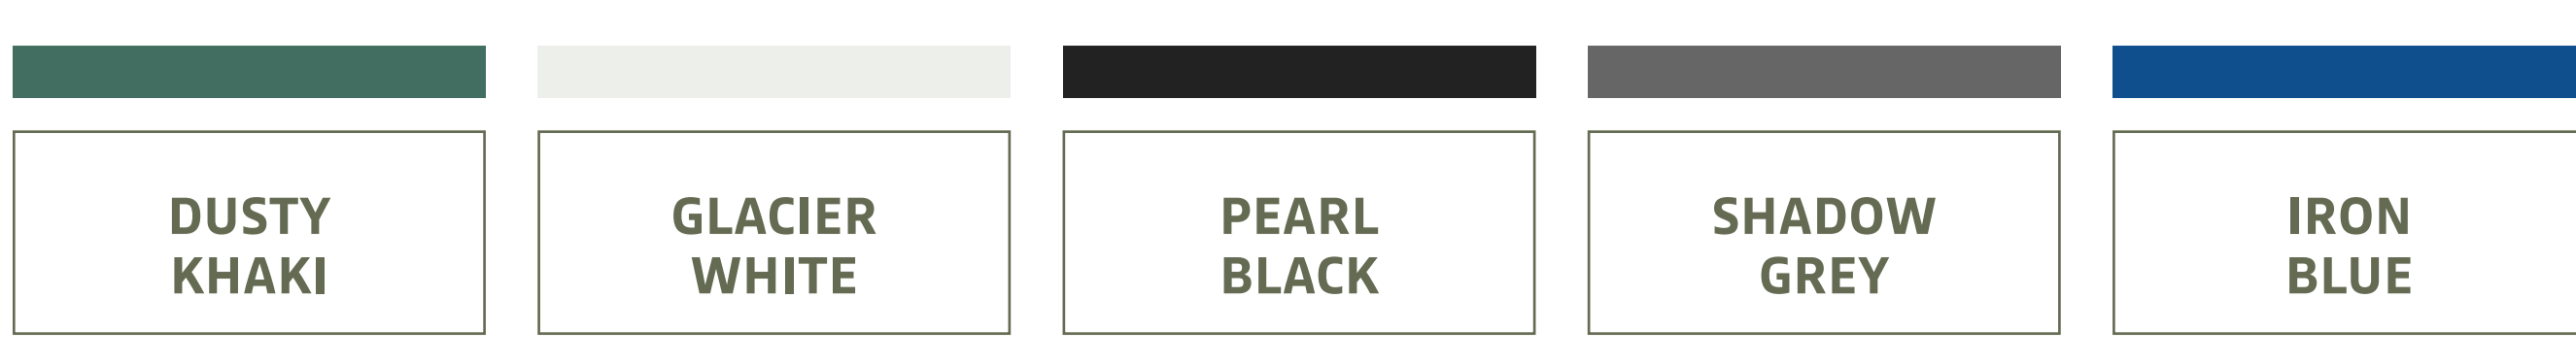 DUSTY
KHAKI
GLACIER
WHITE
PEARL
BLACK
SHADOW
GREY
IRON
BLUE